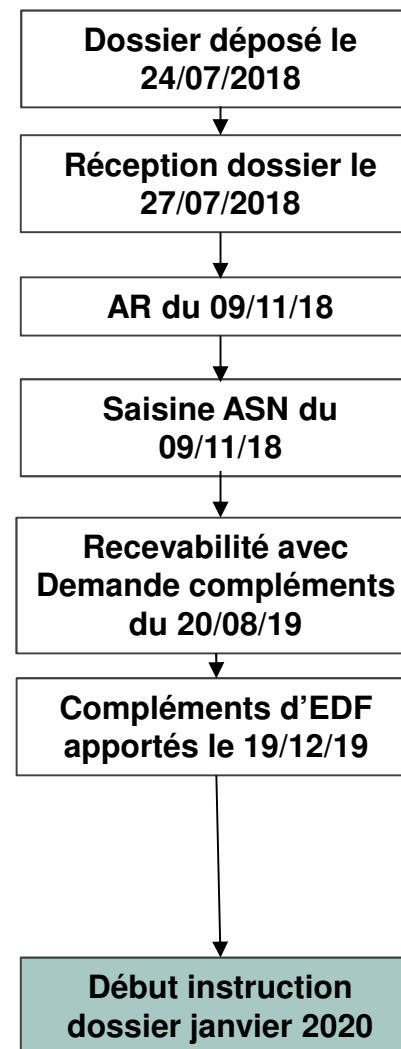 Dossier déposé le
24/07/2018
Réception dossier le
27/07/2018
AR du 09/11/18
Saisine ASN du
09/11/18
Recevabilité avec
Demande compléments
du 20/08/19
Compléments d’EDF
apportés le 19/12/19
Début instruction
dossier janvier 2020